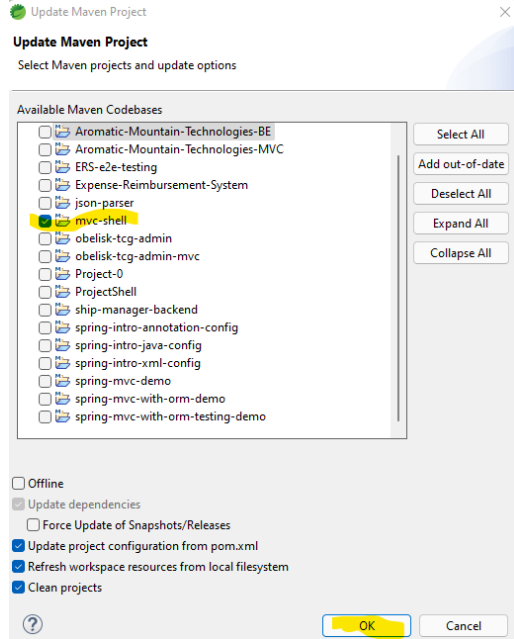 Update Maven Project
Update Maven Project
Select Maven projects and update options
Available Maven Codebases
Aromatic-Mountain-Technologies-BE
Aromatic-Mountain-Technologies-MVC
ERS-e2e-testing
Expense-Reimbursement-System
json-parser
mvc-shell
obelisk-tcg-admin
obelisk-tcg-admin-mvc
Project-0
ProjectShell
ship-manager-backend
spring-intro-annotation-config
spring-intro-java-config
spring-intro-xml-config
spring-mvc-demo
spring-mvc-with-orm-demo
spring-mvc-with-orm-testing-demo
Select All
Add out-of-date
Deselect All
Expand All
Collapse All
Offline
Update dependencies
Force Update of Snapshots/Releases
Update project configuration from pom.xml
Refresh workspace resources from local filesystem
Clean projects
?
OK
Cancel